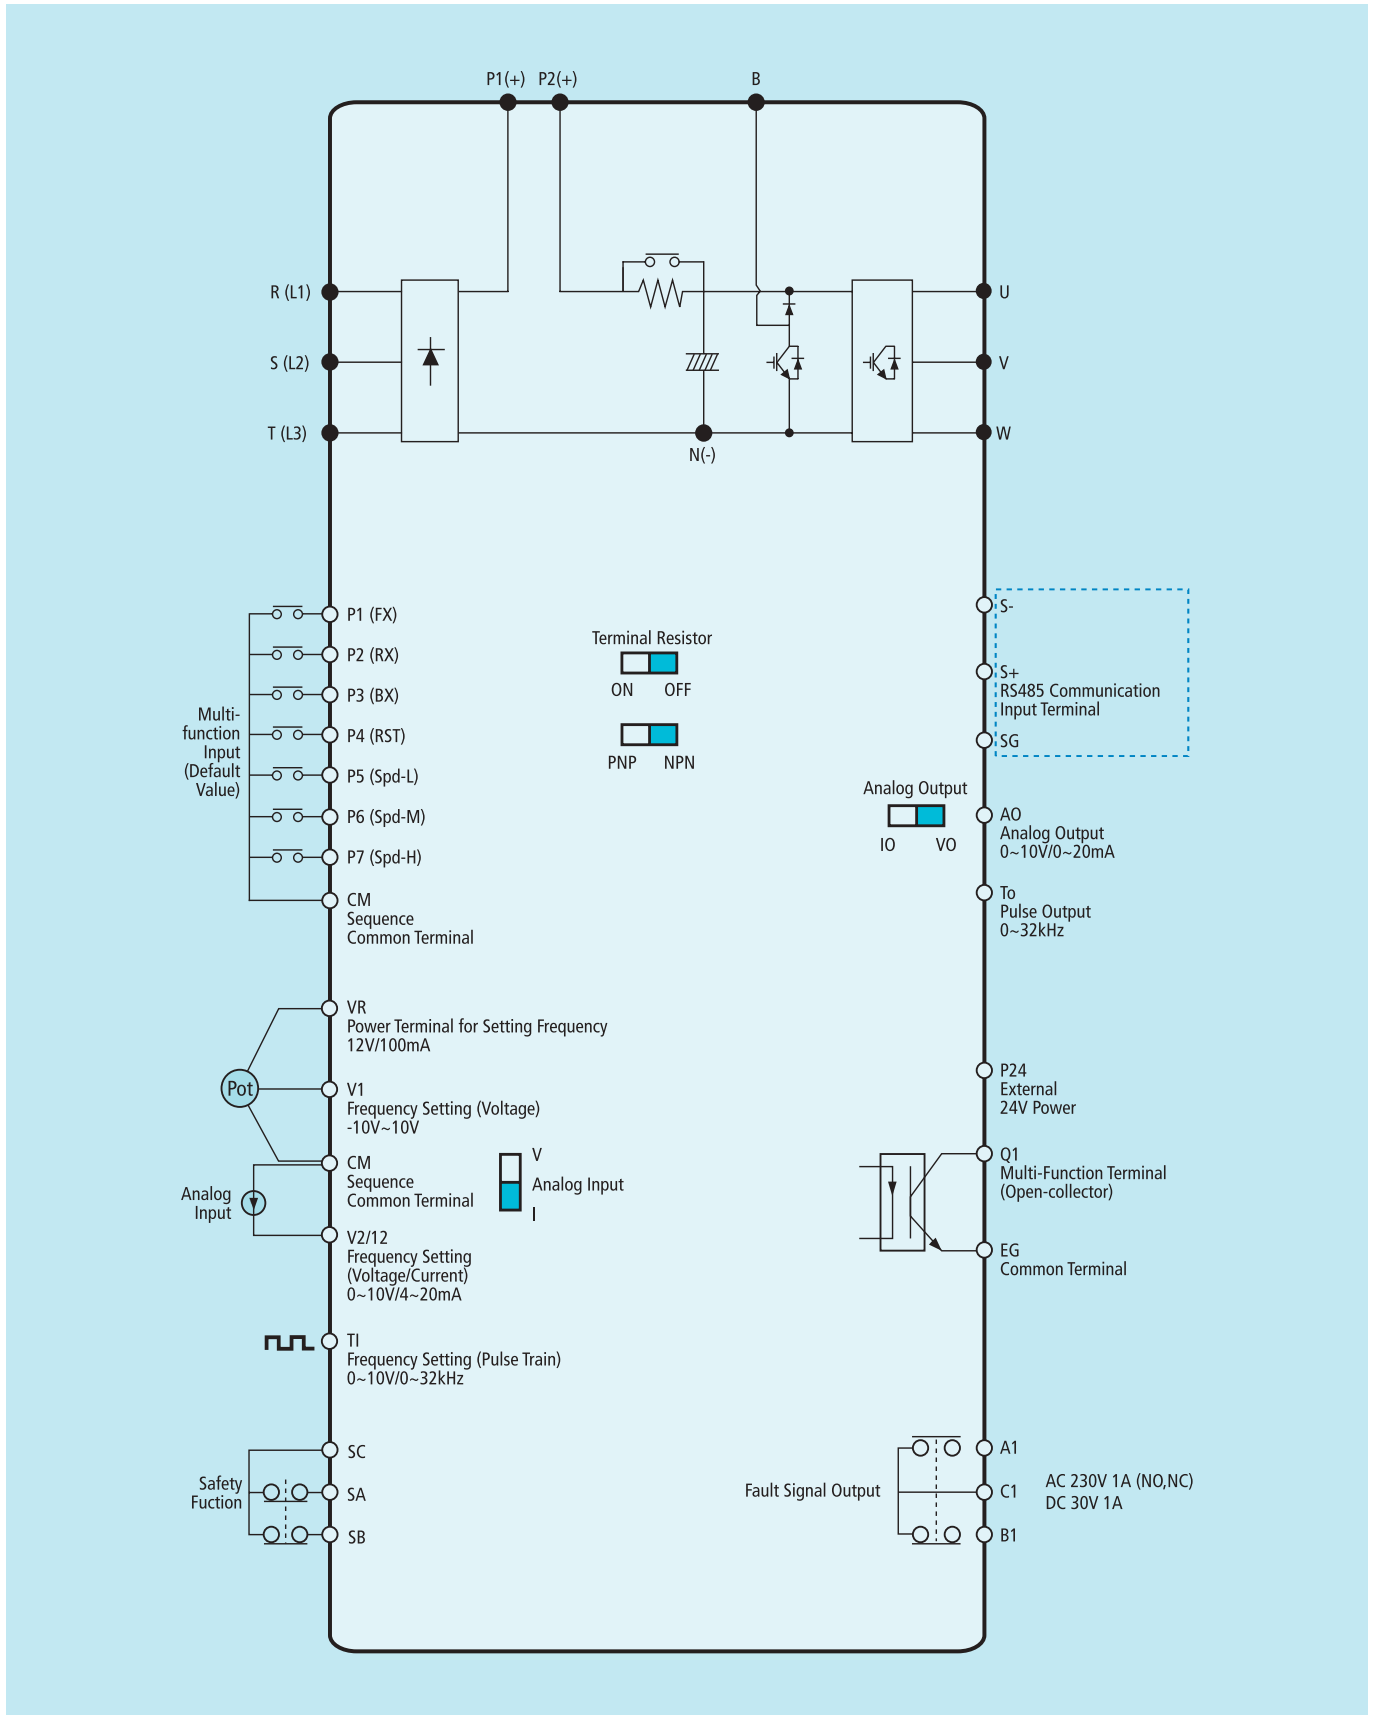 P1(+) P2(+) B
R (L1)
S (L2)
T (L3)
U
V
W
N(-)
Multi-
function
Input
(Default
Value)
P1 (FX)
P2 (RX)
P3 (BX)
P4 (RST)
P5 (Spd-L)
P6 (Spd-M)
P7 (Spd-H)
CM
Sequence
Common Terminal
Terminal Resistor
ON OFF
PNP NPN
Analog Output
IO VO
S-
S+
RS485 Communication
Input Terminal
SG
AO
Analog Output
0~10V/0~20mA
To
Pulse Output
0~32kHz
Pot
VR
Power Terminal for Setting Frequency
12V/100mA
V1
Frequency Setting (Voltage)
-10V~10V
CM
Sequence
Common Terminal
Analog
Input
V
Analog Input
I
V2/12
Frequency Setting
(Voltage/Current)
0~10V/4~20mA
TI
Frequency Setting (Pulse Train)
0~10V/0~32kHz
P24
External
24V Power
Q1
Multi-Function Terminal
(Open-collector)
EG
Common Terminal
Safety
Fuction
SC
SA
SB
Fault Signal Output
A1
C1
B1
AC 230V 1A (NO,NC)
DC 30V 1A